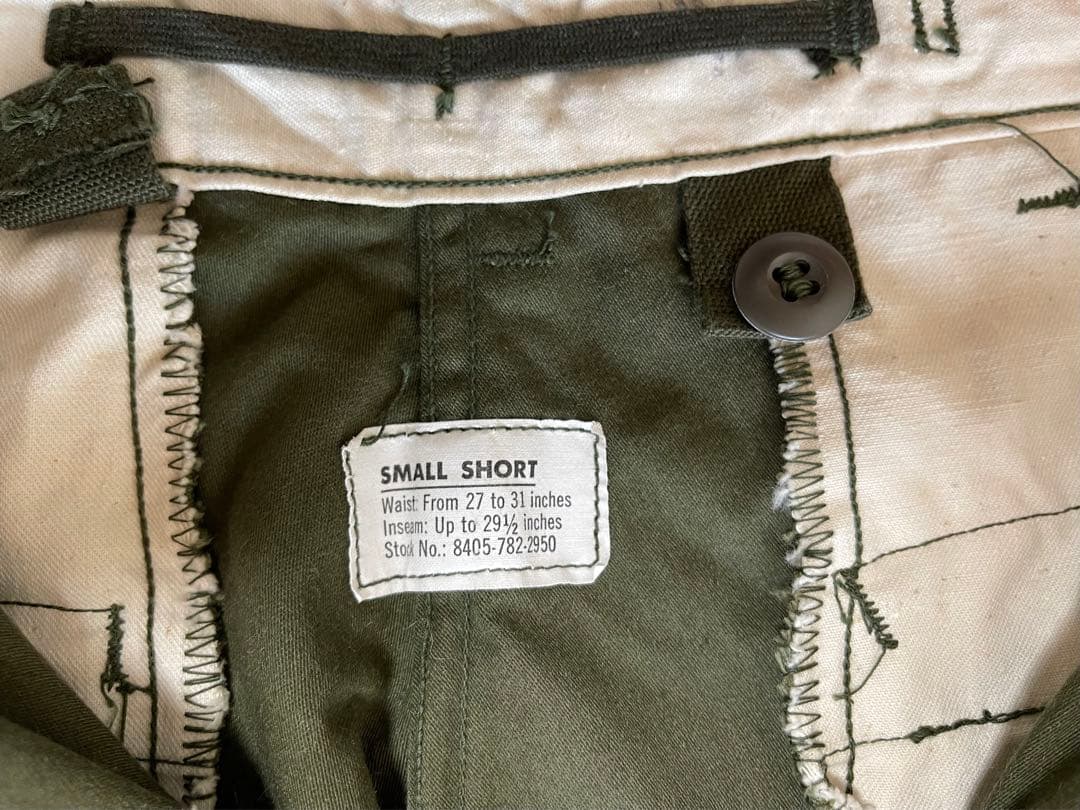 SMALL SHORT
Waist: From 27 to 31 inches
Inseam: Up to 29½ inches
Stock No.: 8405-782-2950